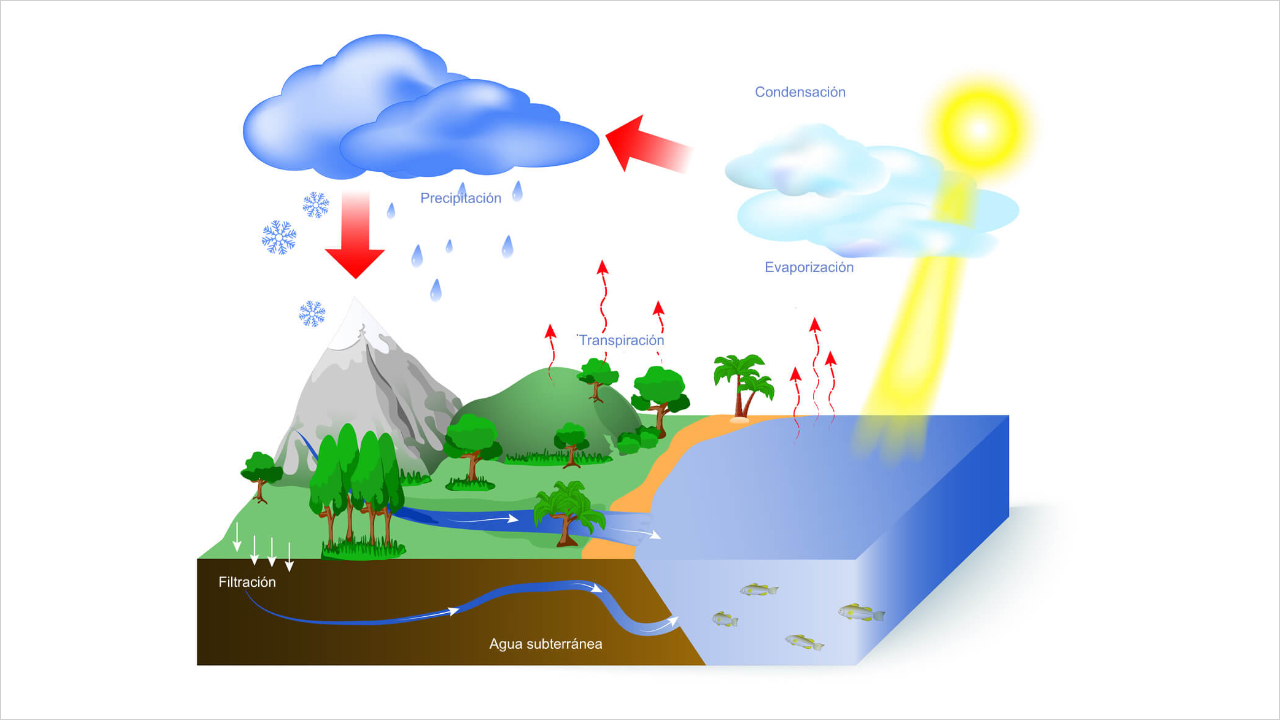 Condensación
Precipitación
Evaporización
Transpiración
Filtración
Agua subterránea